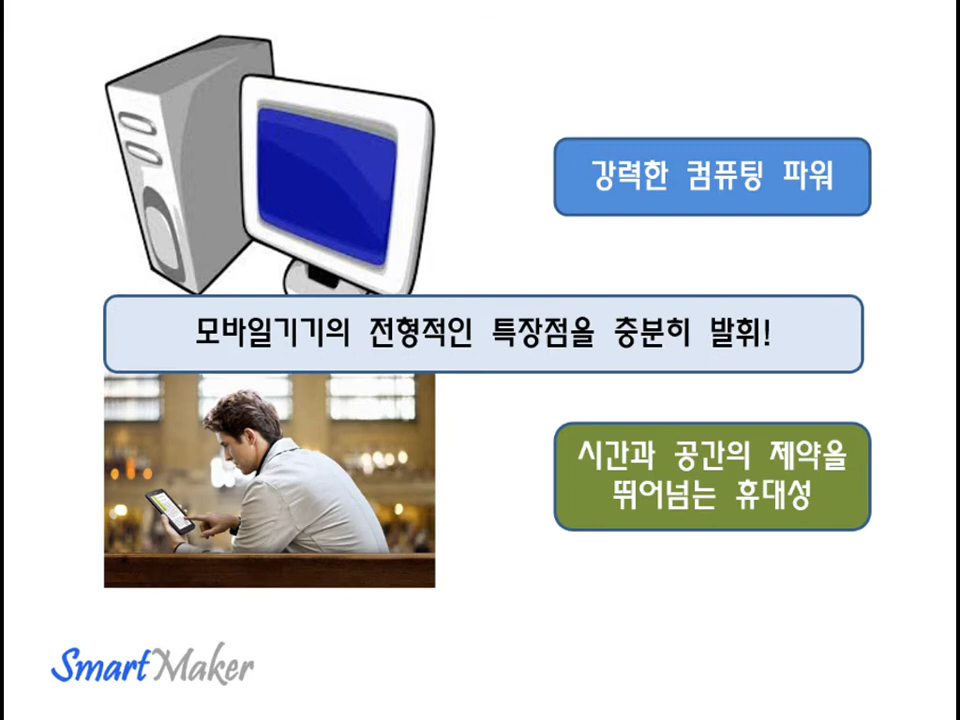 강력한 컴퓨팅 파워
모바일기기의 전형적인 특장점을 충분히 발휘!
시간과 공간의 제약을
뛰어넘는 휴대성
SmartMaker